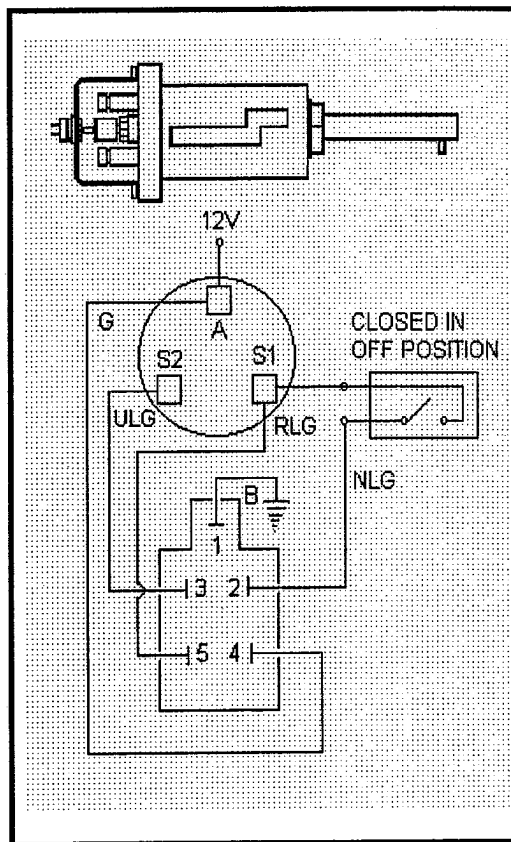 12V
G
A
CLOSED IN
OFF POSITION
S2
S1
ULG
RLG
NLG
B
1
3
2
5
4